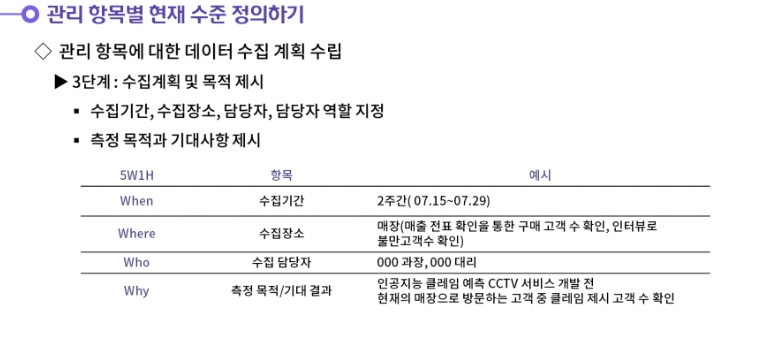 관리 항목별 현재 수준 정의하기
◇ 관리 항목에 대한 데이터 수집 계획 수립
▶ 3단계 : 수집계획 및 목적 제시
▪ 수집기간, 수집장소, 담당자, 담당자 역할 지정
▪ 측정 목적과 기대사항 제시
5W1H 항목 예시
When 수집기간 2주간( 07.15~07.29)
Where 수집장소 매장(매출 전표 확인을 통한 구매 고객 수 확인, 인터뷰로
불만고객수 확인)
Who 수집 담당자 000 과장, 000 대리
Why 측정 목적/기대 결과 인공지능 클레임 예측 CCTV 서비스 개발 전
현재의 매장으로 방문하는 고객 중 클레임 제시 고객 수 확인